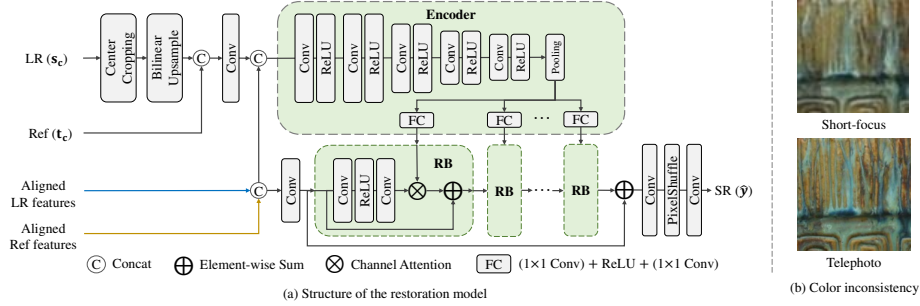 Encoder
LR (s_c)
Center Cropping
Bilinear Upsample
C
Conv
C
Conv
ReLU
Conv
ReLU
Conv
ReLU
Conv
ReLU
Conv
ReLU
Pooling
Ref (t_c)
FC
FC
...
FC
Short-focus
RB
Aligned
LR features
C
Conv
Conv
ReLU
Conv
RB
RB
Conv
PixelShuffle
Conv
SR (ŷ)
Aligned
Ref features
C Concat
Element-wise Sum
Channel Attention
FC (1×1 Conv) + ReLU + (1×1 Conv)
Telephoto
(a) Structure of the restoration model
(b) Color inconsistency